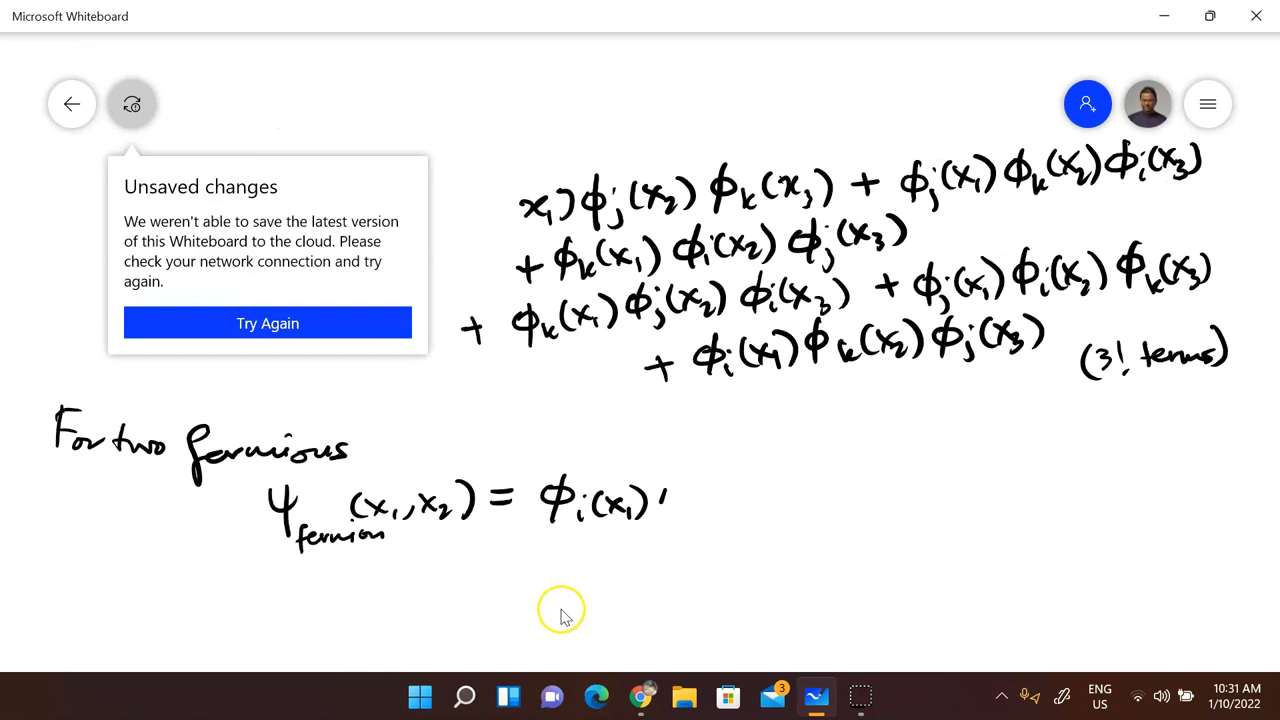 Microsoft Whiteboard
Unsaved changes
We weren't able to save the latest version
of this Whiteboard to the cloud. Please
check your network connection and try
again.
Try Again
x₁)ϕⱼ(x₂) ϕₖ(x₃) + ϕⱼ(x₁) ϕₖ(x₂) ϕᵢ(x₃)
+ ϕₖ(x₁) ϕᵢ(x₂) ϕⱼ(x₃)
+ ϕₖ(x₁) ϕⱼ(x₂) ϕᵢ(x₃) + ϕⱼ(x₁) ϕᵢ(x₂) ϕₖ(x₃)
+ ϕᵢ(x₁) ϕₖ(x₂) ϕⱼ(x₃) (3! terms)
For two fermions
ψ fermion (x₁, x₂) = ϕᵢ(x₁)
3
ENG
US
10:31 AM
1/10/2022